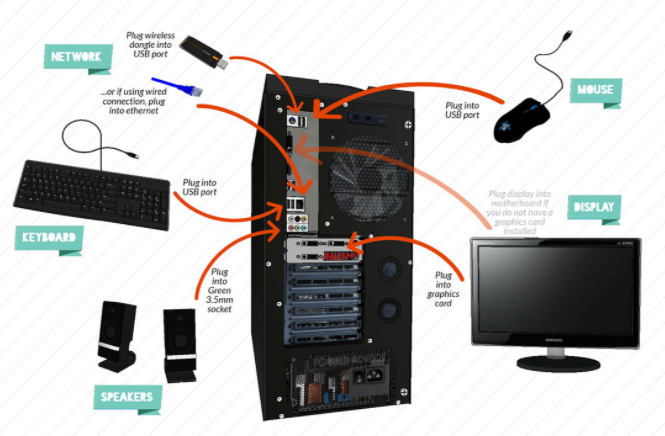 NETWORK
Plug wireless
dongle into
USB port
...or if using wired
connection, plug
into ethernet
Plug into
USB port
MOUSE
Plug into
USB port
KEYBOARD
Plug display into
motherboard if
you do not have a
graphics card
installed
DISPLAY
Plug
into
Green
3.5mm
socket
Plug
into
graphics
card
SPEAKERS
SAMSUNG